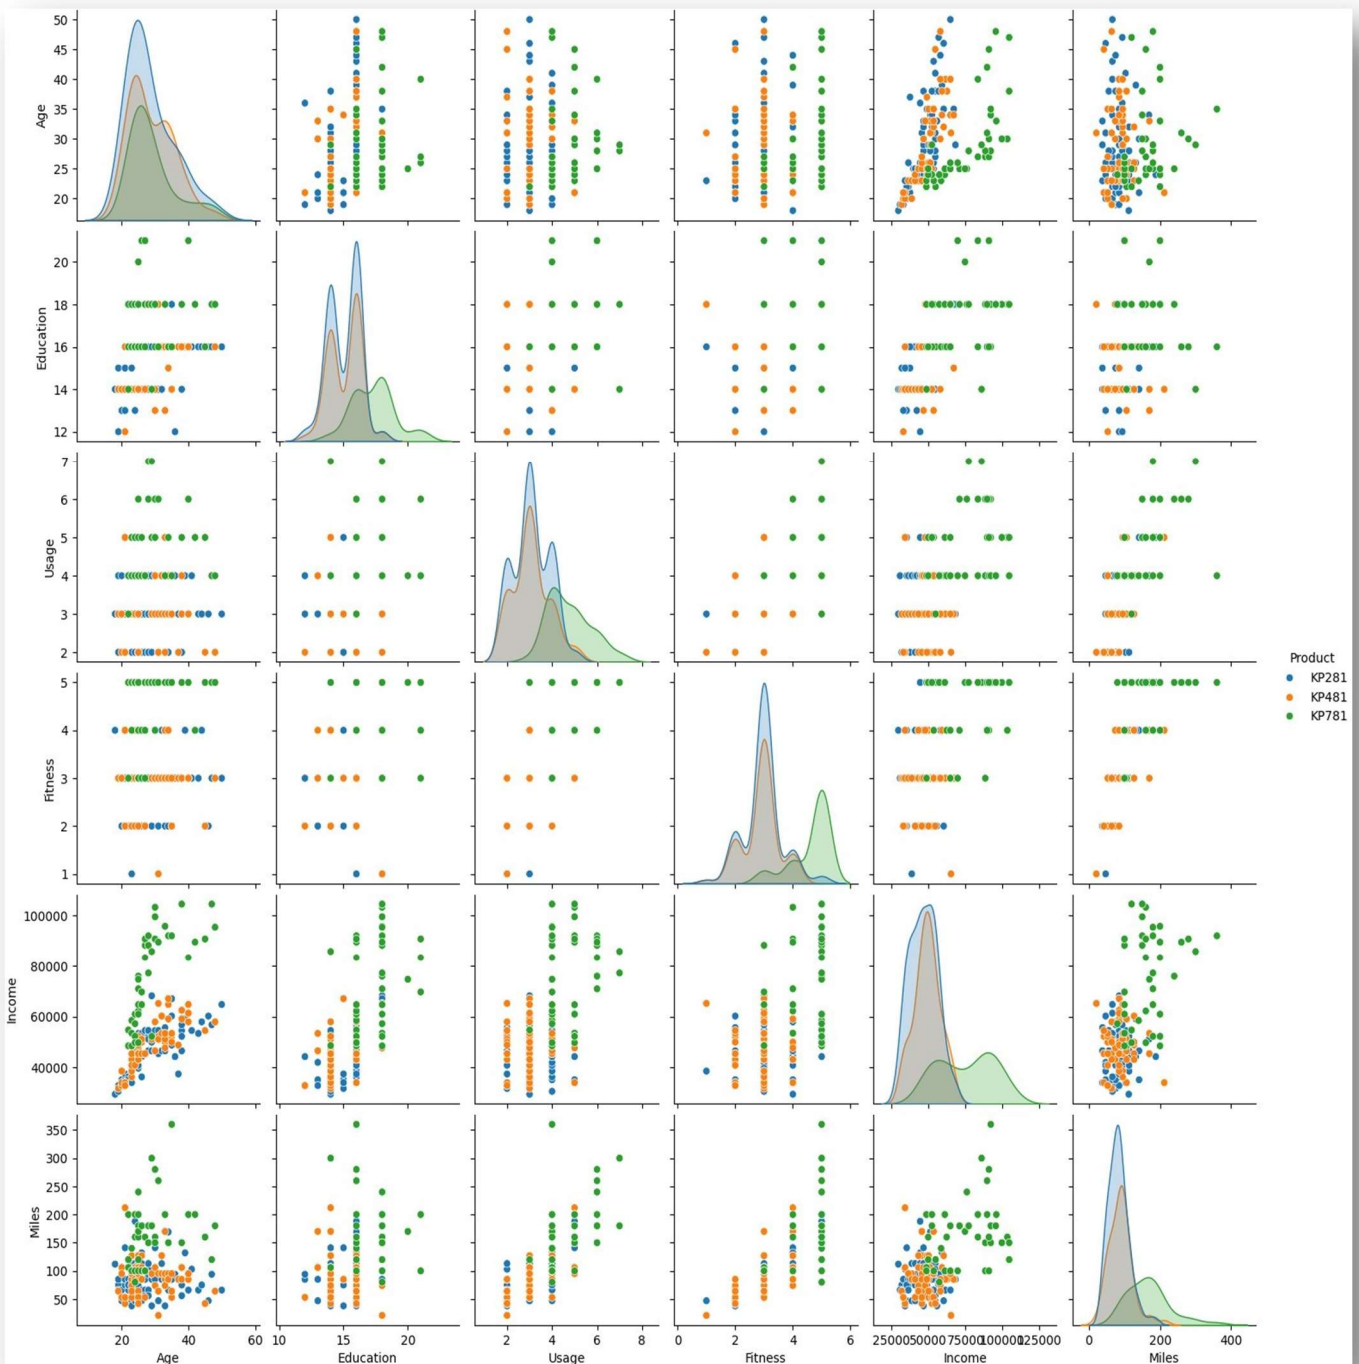 50
45
40
35
30
25
20
Age
20
18
16
14
12
Education
7
6
5
4
3
2
Usage
Product
KP281
KP481
KP781
5
4
3
2
1
Fitness
100000
80000
60000
40000
Income
350
300
250
200
150
100
50
Miles
20 40 60 10 15 20 2 4 6 8 0 2 4 6 25000 50000 75000 100000 125000 0 200 400
Age Education Usage Fitness Income Miles